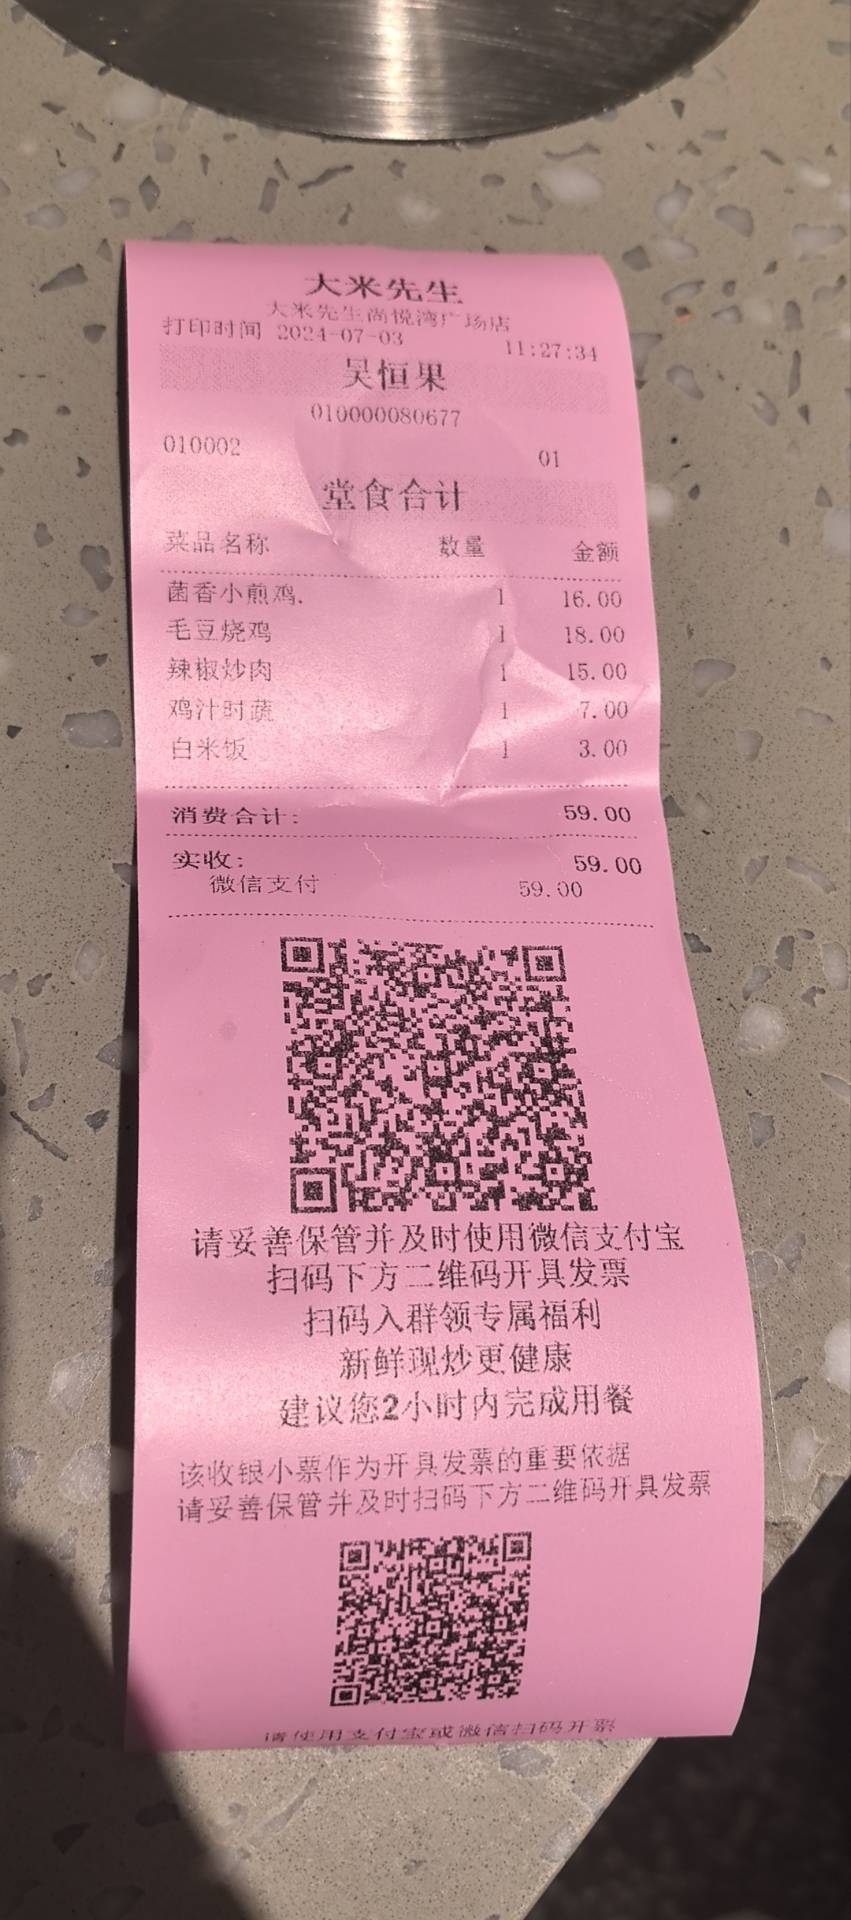 大米先生
大米先生尚悦湾广场店
打印时间 2024-07-03 11:27:34
吴恒果
010000080677
010002 01
堂食合计
菜品名称 数量 金额
菌香小煎鸡. 1 16.00
毛豆烧鸡 1 18.00
辣椒炒肉 1 15.00
鸡汁时蔬 1 7.00
白米饭 1 3.00
消费合计: 59.00
实收: 59.00
微信支付 59.00
请妥善保管并及时使用微信支付宝
扫码下方二维码开具发票
扫码入群领专属福利
新鲜现炒更健康
建议您2小时内完成用餐
该收银小票作为开具发票的重要依据
请妥善保管并及时扫码下方二维码开具发票
请使用支付宝或微信扫码开票